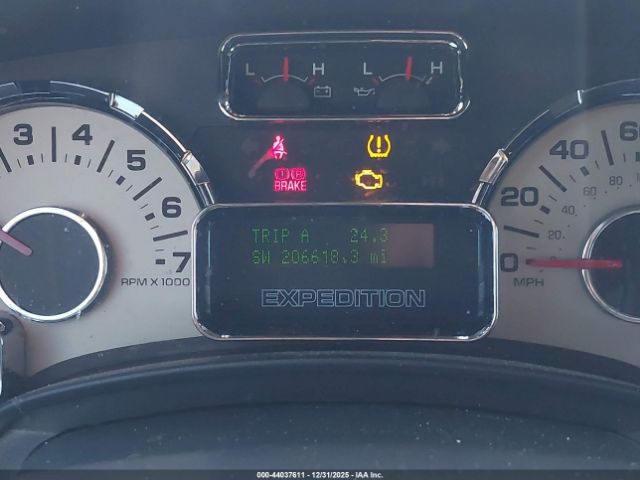 L H L H
3 4 5 6 7
RPM X 1000
BRAKE
TRIP A 24.3
SW 206618.3 mi
EXPEDITION
0 20 40 60
MPH
000-44037611 - 12/31/2025 - IAA Inc.